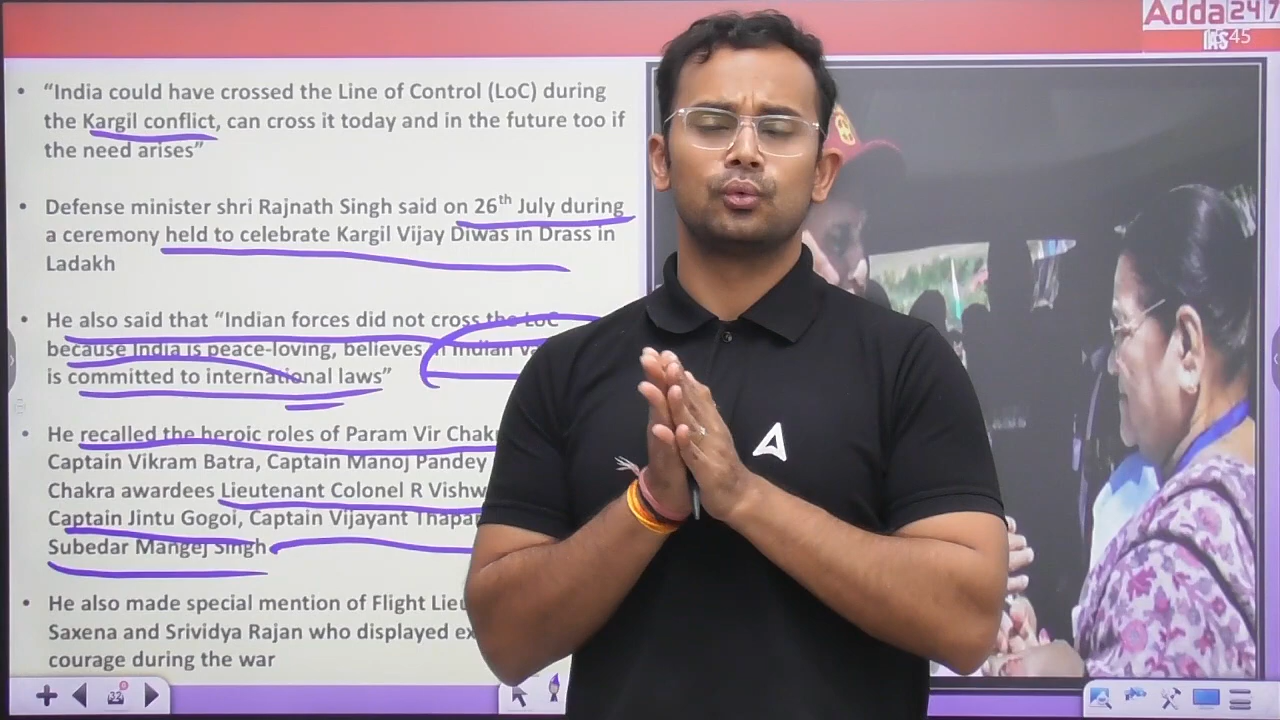 Adda247
IAS
:45
“India could have crossed the Line of Control (LoC) during
the Kargil conflict, can cross it today and in the future too if
the need arises”
Defense minister shri Rajnath Singh said on 26th July during
a ceremony held to celebrate Kargil Vijay Diwas in Drass in
Ladakh
He also said that “Indian forces did not cross the LoC
because India is peace-loving, believes in Indian
is committed to international laws”
He recalled the heroic roles of Param Vir
Captain Vikram Batra, Captain Manoj Pandey
Chakra awardees Lieutenant Colonel R
Captain Jintu Gogoi, Captain Vijayant
Subedar Mangej Singh
He also made special mention of Flight
Saxena and Srividya Rajan who displayed
courage during the war
32